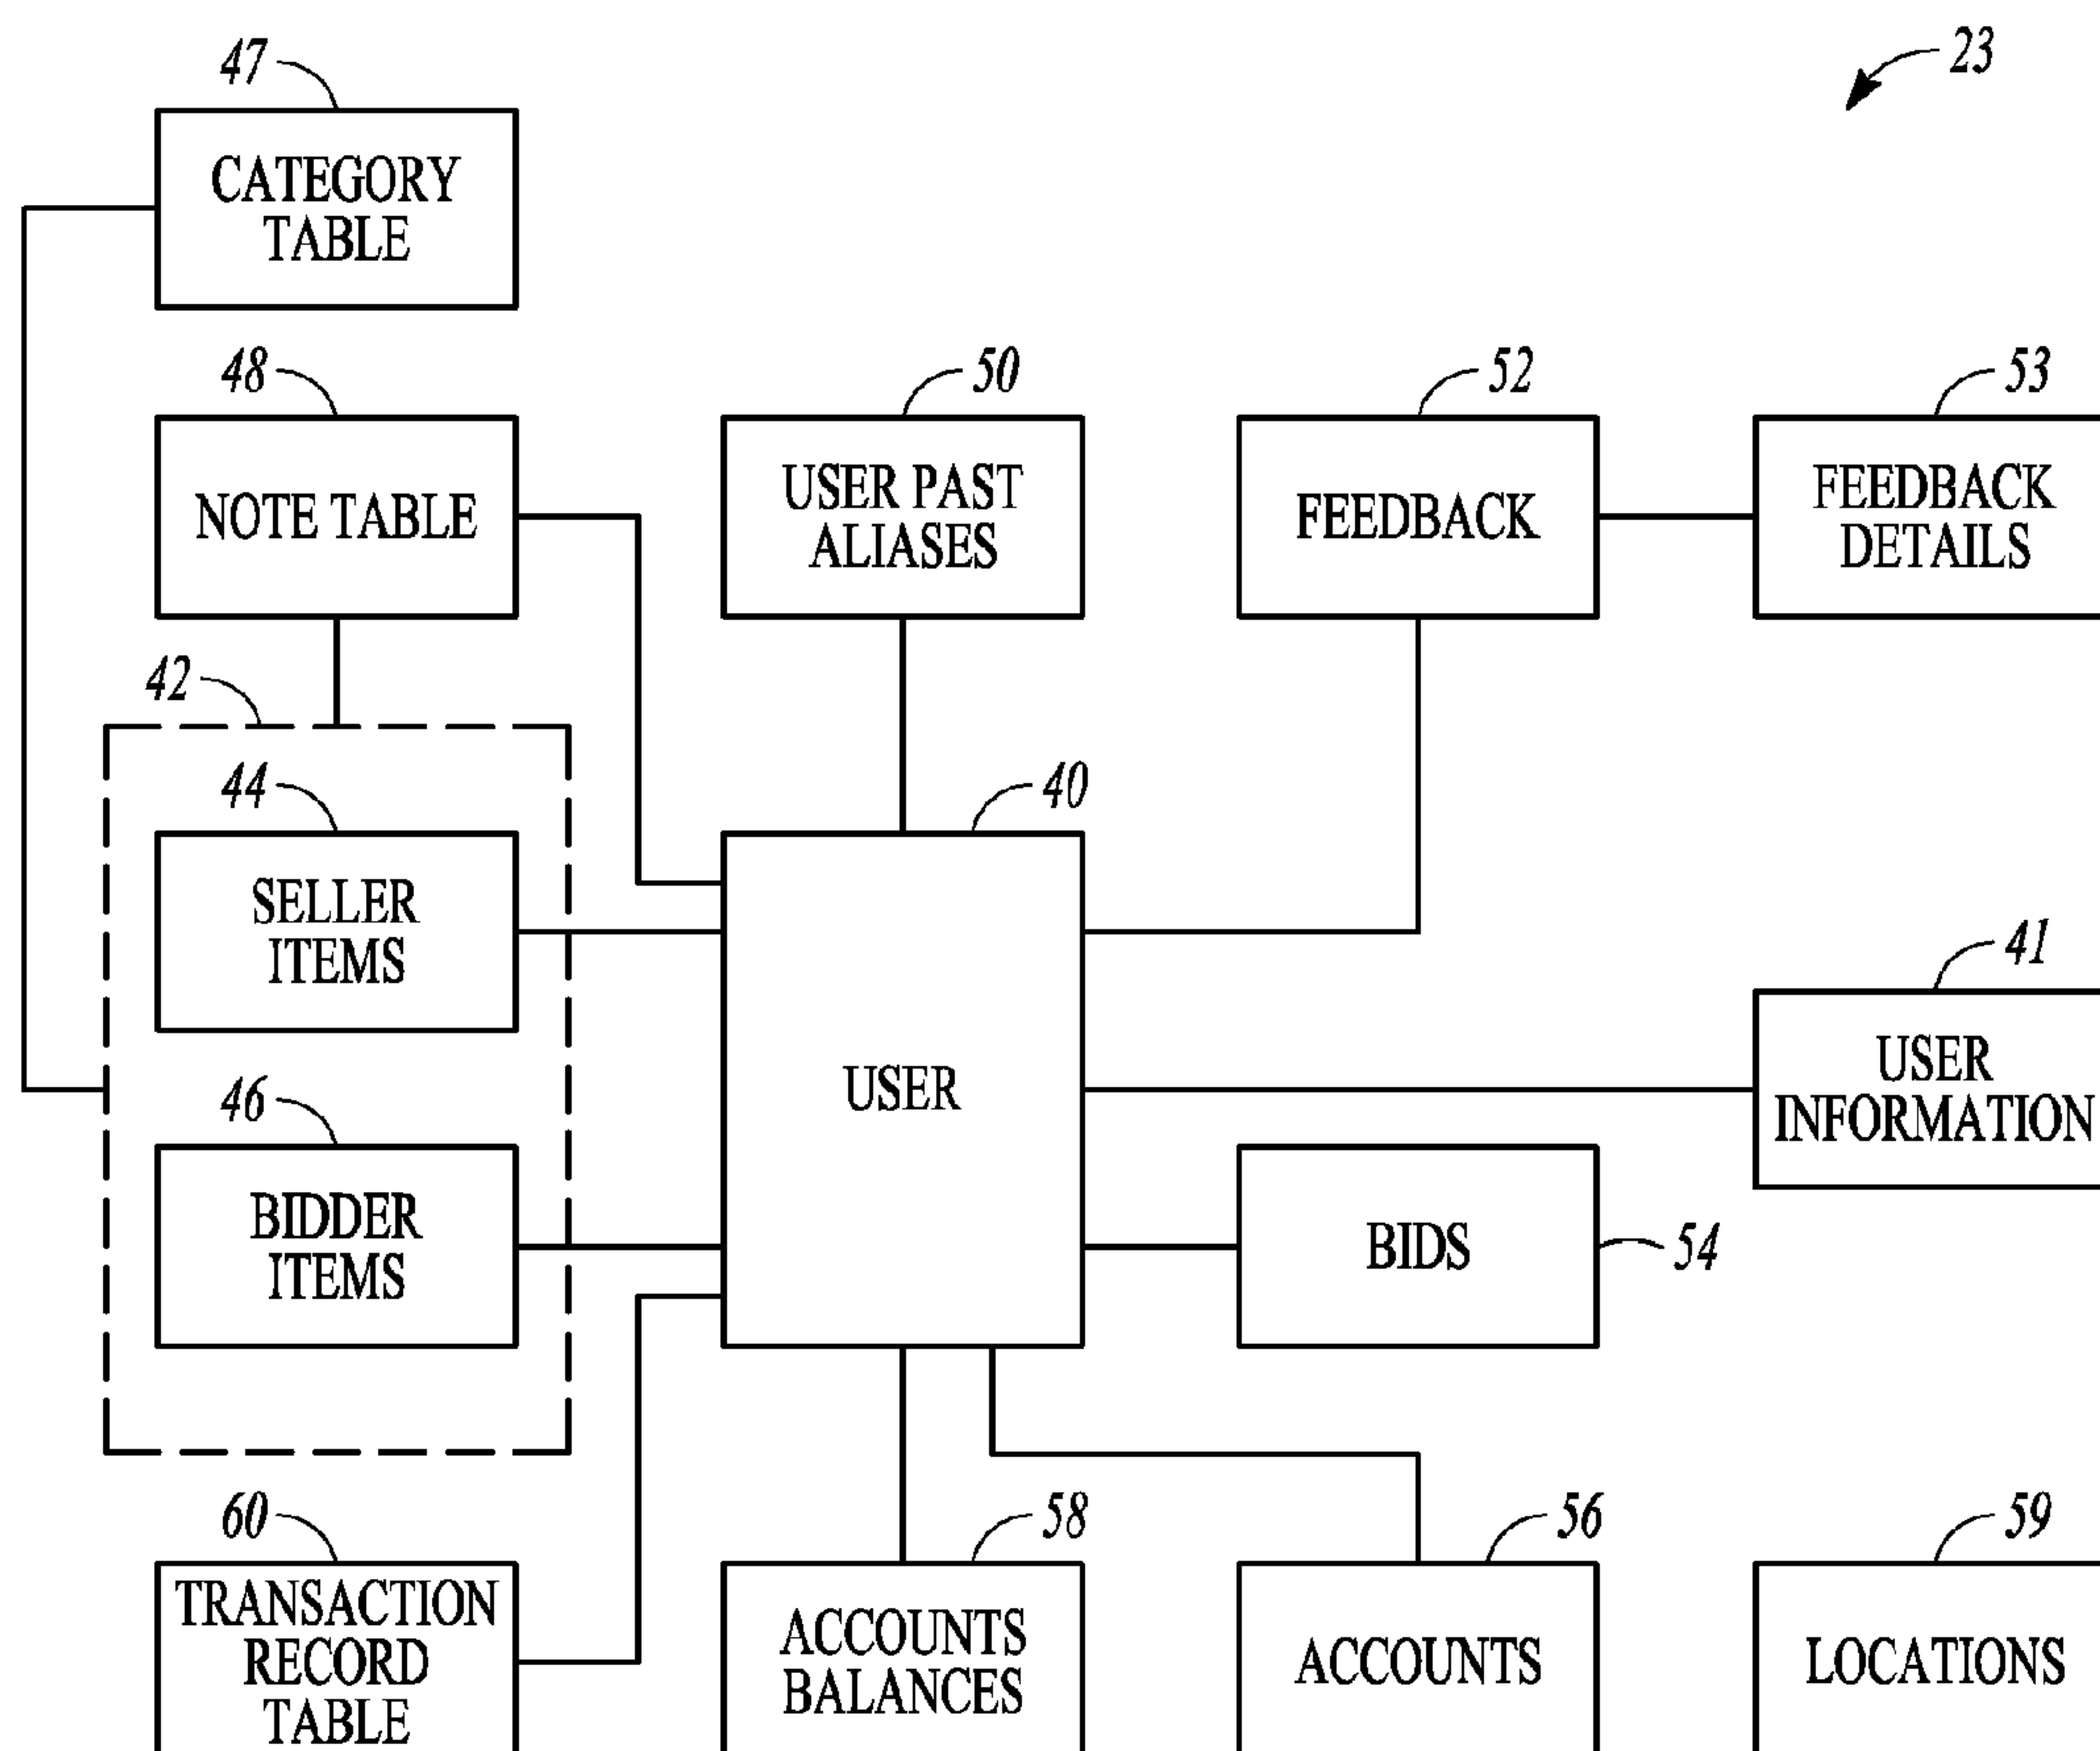 47
23
CATEGORY
TABLE
48
50
52
53
NOTE TABLE
USER PAST
ALIASES
FEEDBACK
FEEDBACK
DETAILS
42
44
40
SELLER
ITEMS
41
USER
USER
INFORMATION
46
BIDDER
ITEMS
BIDS
54
60
58
56
59
TRANSACTION
RECORD
TABLE
ACCOUNTS
BALANCES
ACCOUNTS
LOCATIONS